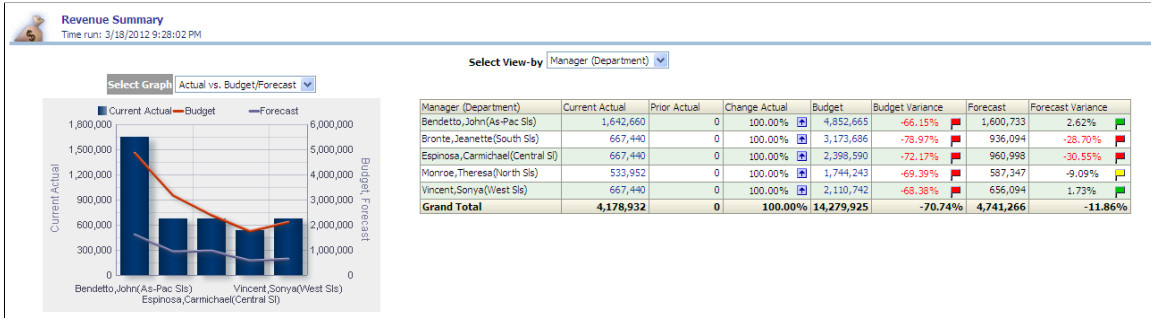 Revenue Summary
Time run: 3/18/2012 9:28:02 PM
Select View-by Manager (Department)
Select Graph Actual vs. Budget/Forecast
Current Actual Budget Forecast
1,800,000 6,000,000
1,500,000 5,000,000
1,200,000 4,000,000
900,000 3,000,000
600,000 2,000,000
300,000 1,000,000
0 0
Current Actual
Budget, Forecast
Bendetto,John(As-Pac Sls) Vincent,Sonya(West Sls)
Espinosa,Carmichael(Central Sl)
Manager (Department) Current Actual Prior Actual Change Actual Budget Budget Variance Forecast Forecast Variance
Bendetto,John(As-Pac Sls) 1,642,660 0 100.00% 4,852,665 -66.15% 1,600,733 2.62%
Bronte,Jeanette(South Sls) 667,440 0 100.00% 3,173,686 -78.97% 936,094 -28.70%
Espinosa,Carmichael(Central Sl) 667,440 0 100.00% 2,398,590 -72.17% 960,998 -30.55%
Monroe,Theresa(North Sls) 533,952 0 100.00% 1,744,243 -69.39% 587,347 -9.09%
Vincent,Sonya(West Sls) 667,440 0 100.00% 2,110,742 -68.38% 656,094 1.73%
Grand Total 4,178,932 0 100.00% 14,279,925 -70.74% 4,741,266 -11.86%